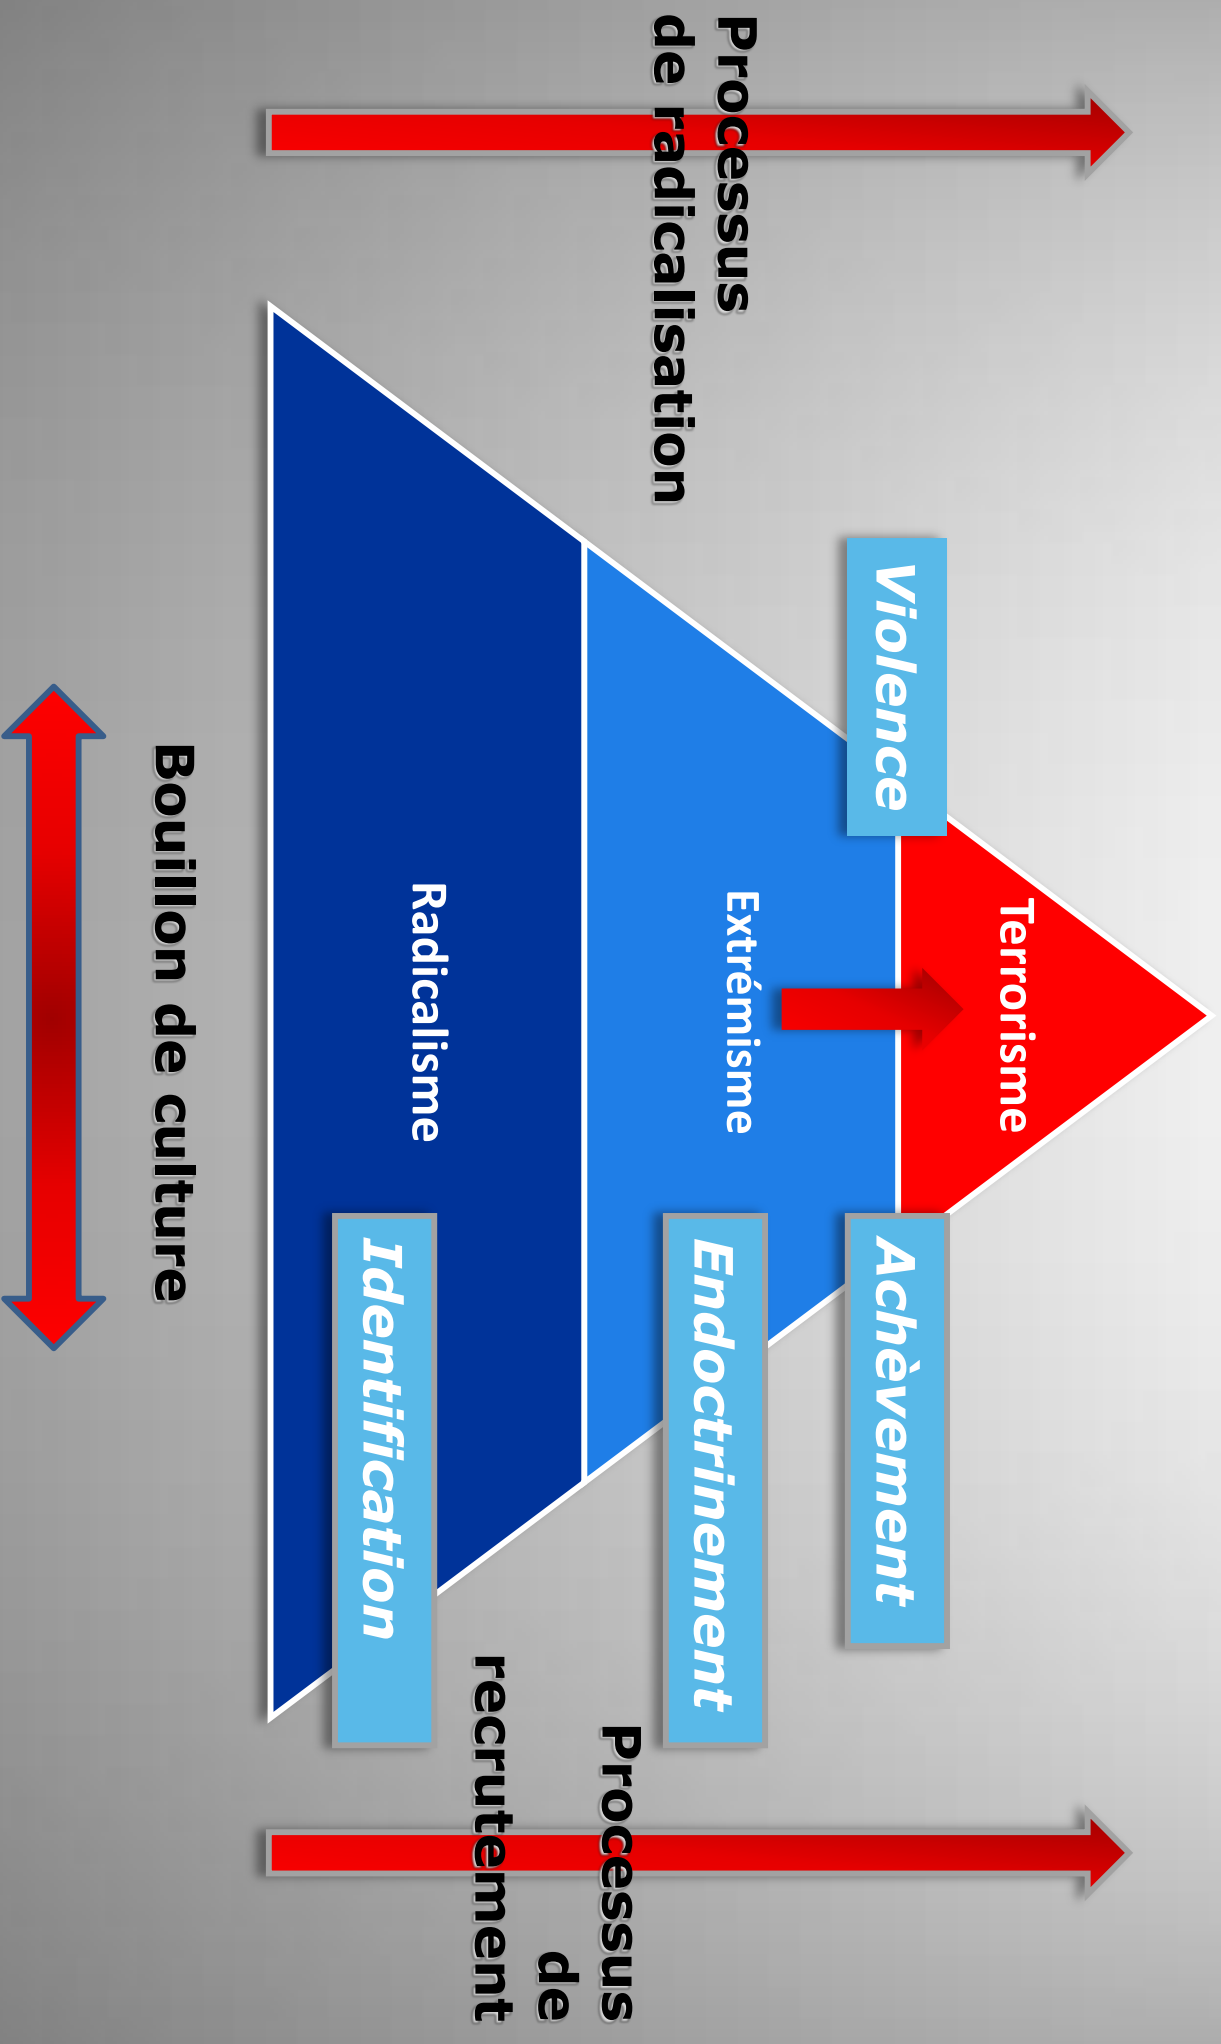 Processus
de radicalisation
Violence
Terrorisme
Extrémisme
Radicalisme
Achèvement
Endoctrinement
Identification
Processus
de
recrutement
Bouillon de culture